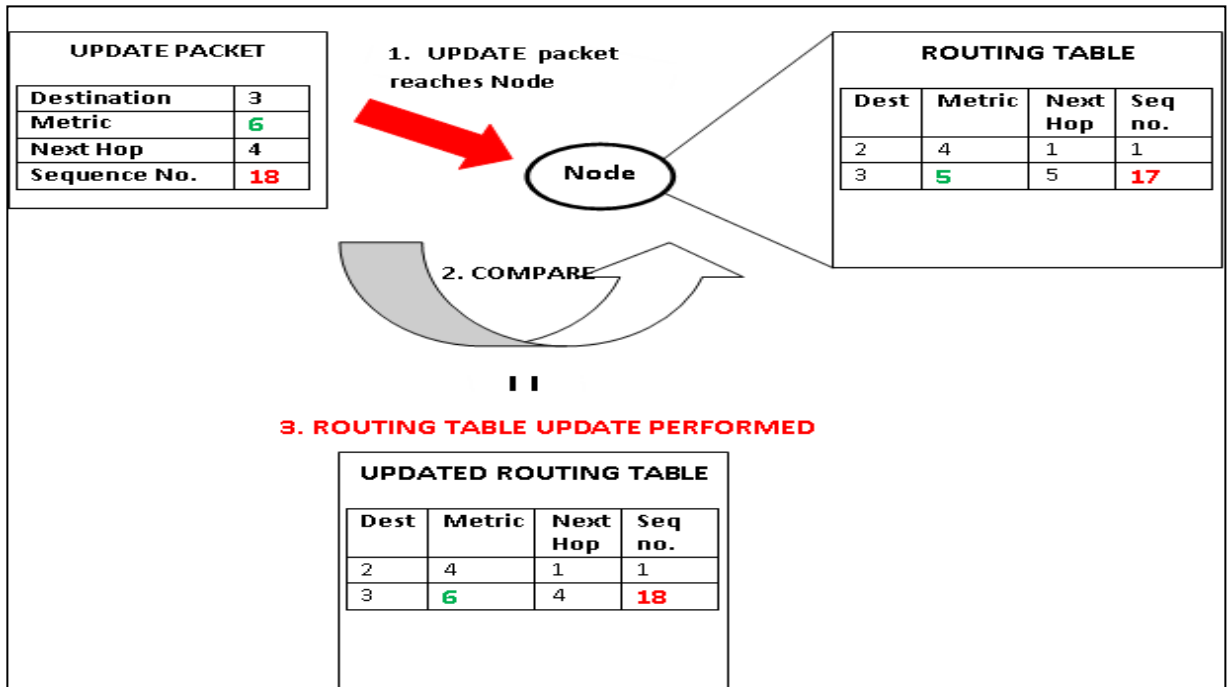 UPDATE PACKET
Destination 3
Metric 6
Next Hop 4
Sequence No. 18
1. UPDATE packet
reaches Node
Node
ROUTING TABLE
Dest Metric Next Hop Seq no.
2 4 1 1
3 5 5 17
2. COMPARE
3. ROUTING TABLE UPDATE PERFORMED
UPDATED ROUTING TABLE
Dest Metric Next Hop Seq no.
2 4 1 1
3 6 4 18